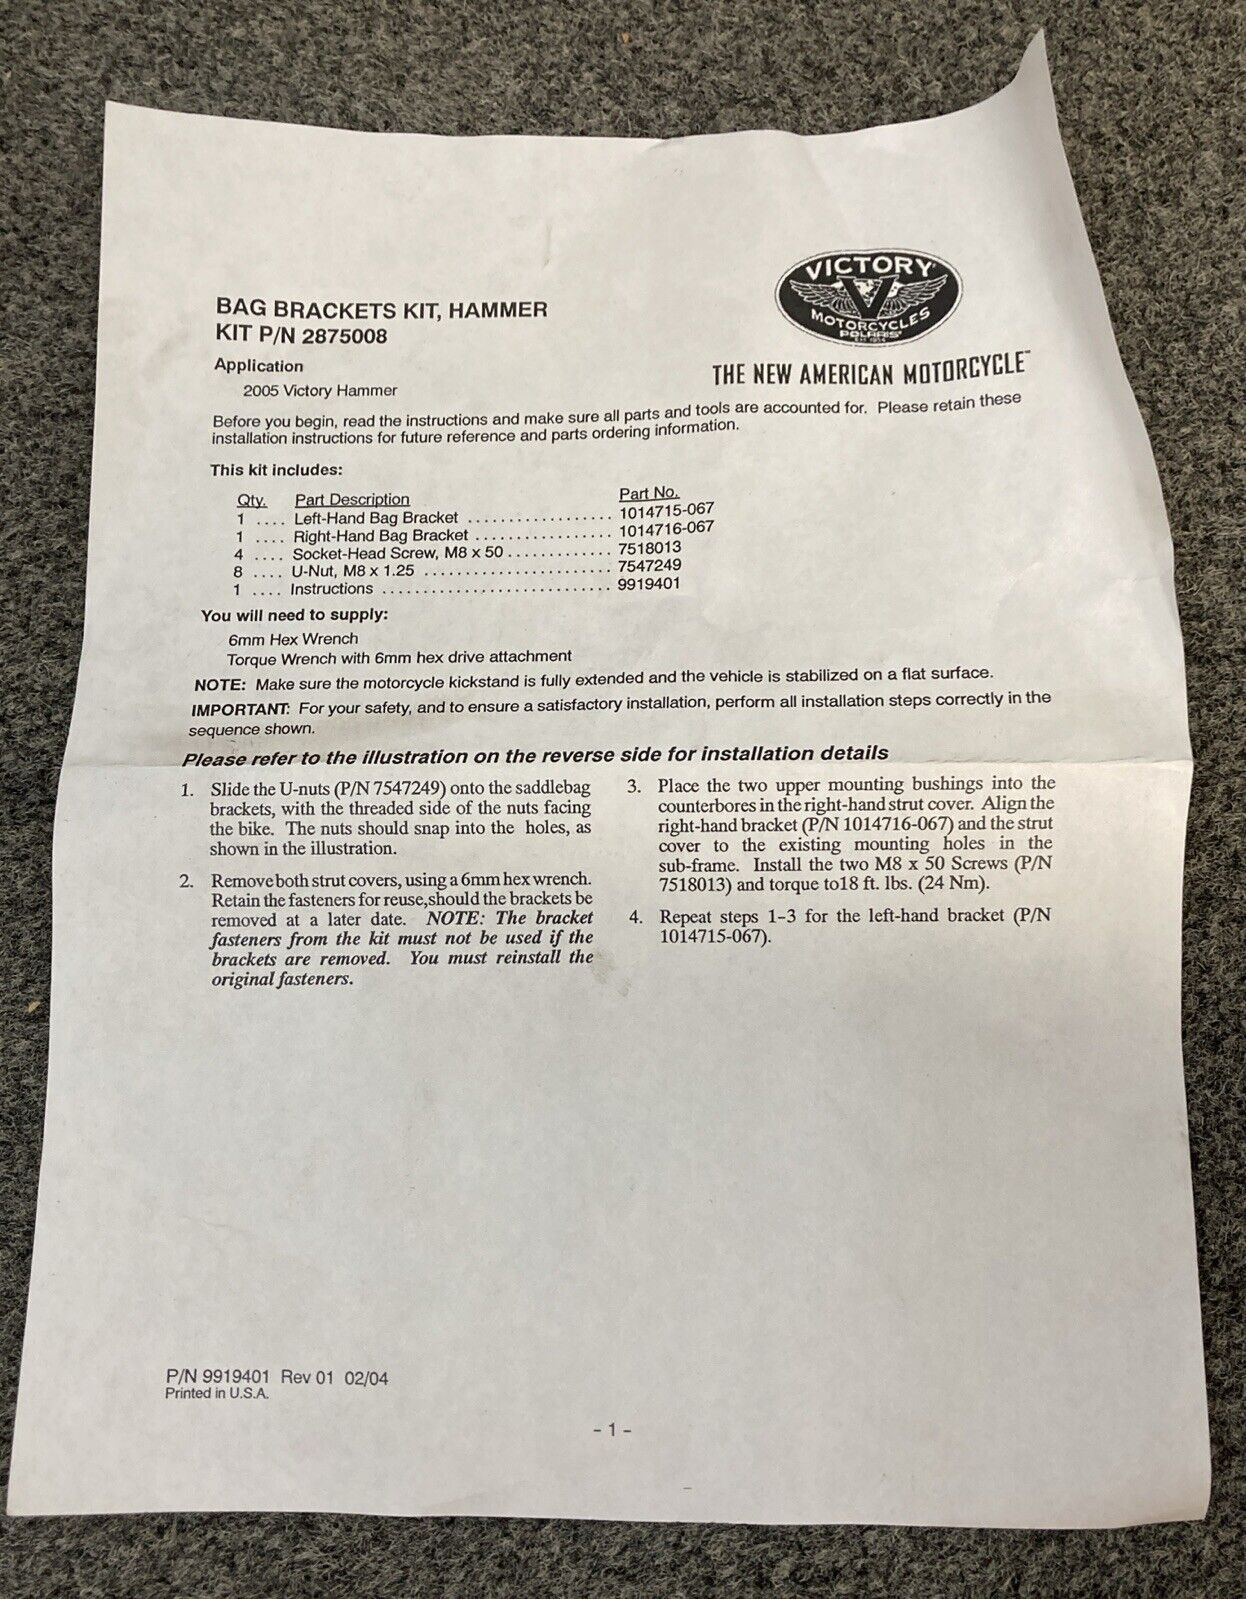 VICTORY
MOTORCYCLES
POLARIS
BAG BRACKETS KIT, HAMMER
KIT P/N 2875008
THE NEW AMERICAN MOTORCYCLE™
Application
2005 Victory Hammer
Before you begin, read the instructions and make sure all parts and tools are accounted for. Please retain these
installation instructions for future reference and parts ordering information.
This kit includes:
Qty. Part Description Part No.
1 .... Left-Hand Bag Bracket .................. 1014715-067
1 .... Right-Hand Bag Bracket ................. 1014716-067
4 .... Socket-Head Screw, M8 x 50 ............. 7518013
8 .... U-Nut, M8 x 1.25 ....................... 7547249
1 .... Instructions ............................ 9919401
You will need to supply:
6mm Hex Wrench
Torque Wrench with 6mm hex drive attachment
NOTE: Make sure the motorcycle kickstand is fully extended and the vehicle is stabilized on a flat surface.
IMPORTANT: For your safety, and to ensure a satisfactory installation, perform all installation steps correctly in the
sequence shown.
Please refer to the illustration on the reverse side for installation details
1. Slide the U-nuts (P/N 7547249) onto the saddlebag
brackets, with the threaded side of the nuts facing
the bike. The nuts should snap into the holes, as
shown in the illustration.
2. Remove both strut covers, using a 6mm hex wrench.
Retain the fasteners for reuse,should the brackets be
removed at a later date. NOTE: The bracket
fasteners from the kit must not be used if the
brackets are removed. You must reinstall the
original fasteners.
3. Place the two upper mounting bushings into the
counterbores in the right-hand strut cover. Align the
right-hand bracket (P/N 1014716-067) and the strut
cover to the existing mounting holes in the
sub-frame. Install the two M8 x 50 Screws (P/N
7518013) and torque to18 ft. lbs. (24 Nm).
4. Repeat steps 1-3 for the left-hand bracket (P/N
1014715-067).
P/N 9919401 Rev 01 02/04
Printed in U.S.A.
- 1 -